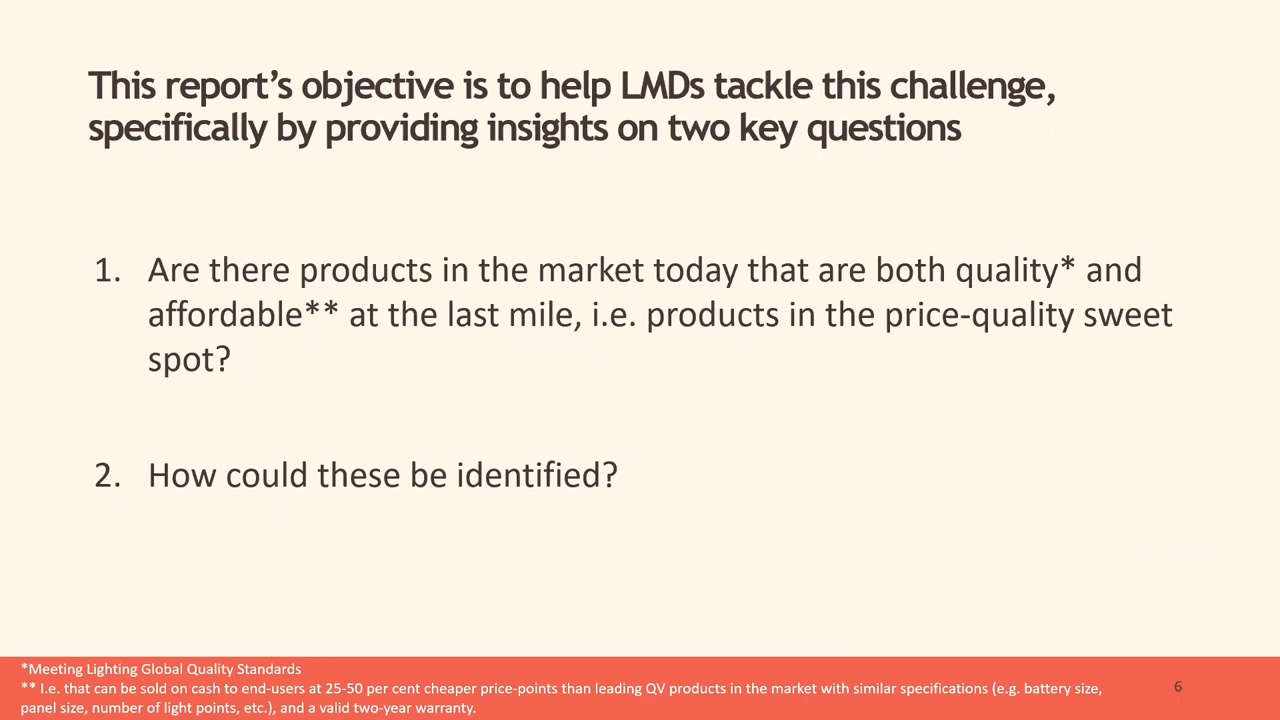 This report’s objective is to help LMDs tackle this challenge,
specifically by providing insights on two key questions
1. Are there products in the market today that are both quality* and
affordable** at the last mile, i.e. products in the price-quality sweet
spot?
2. How could these be identified?
*Meeting Lighting Global Quality Standards
** I.e. that can be sold on cash to end-users at 25-50 per cent cheaper price-points than leading QV products in the market with similar specifications (e.g. battery size,
panel size, number of light points, etc.), and a valid two-year warranty.
6